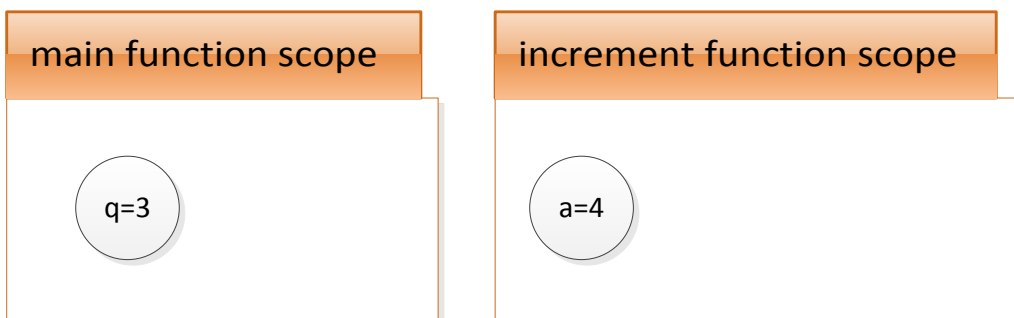 main function scope
increment function scope
q=3
a=4